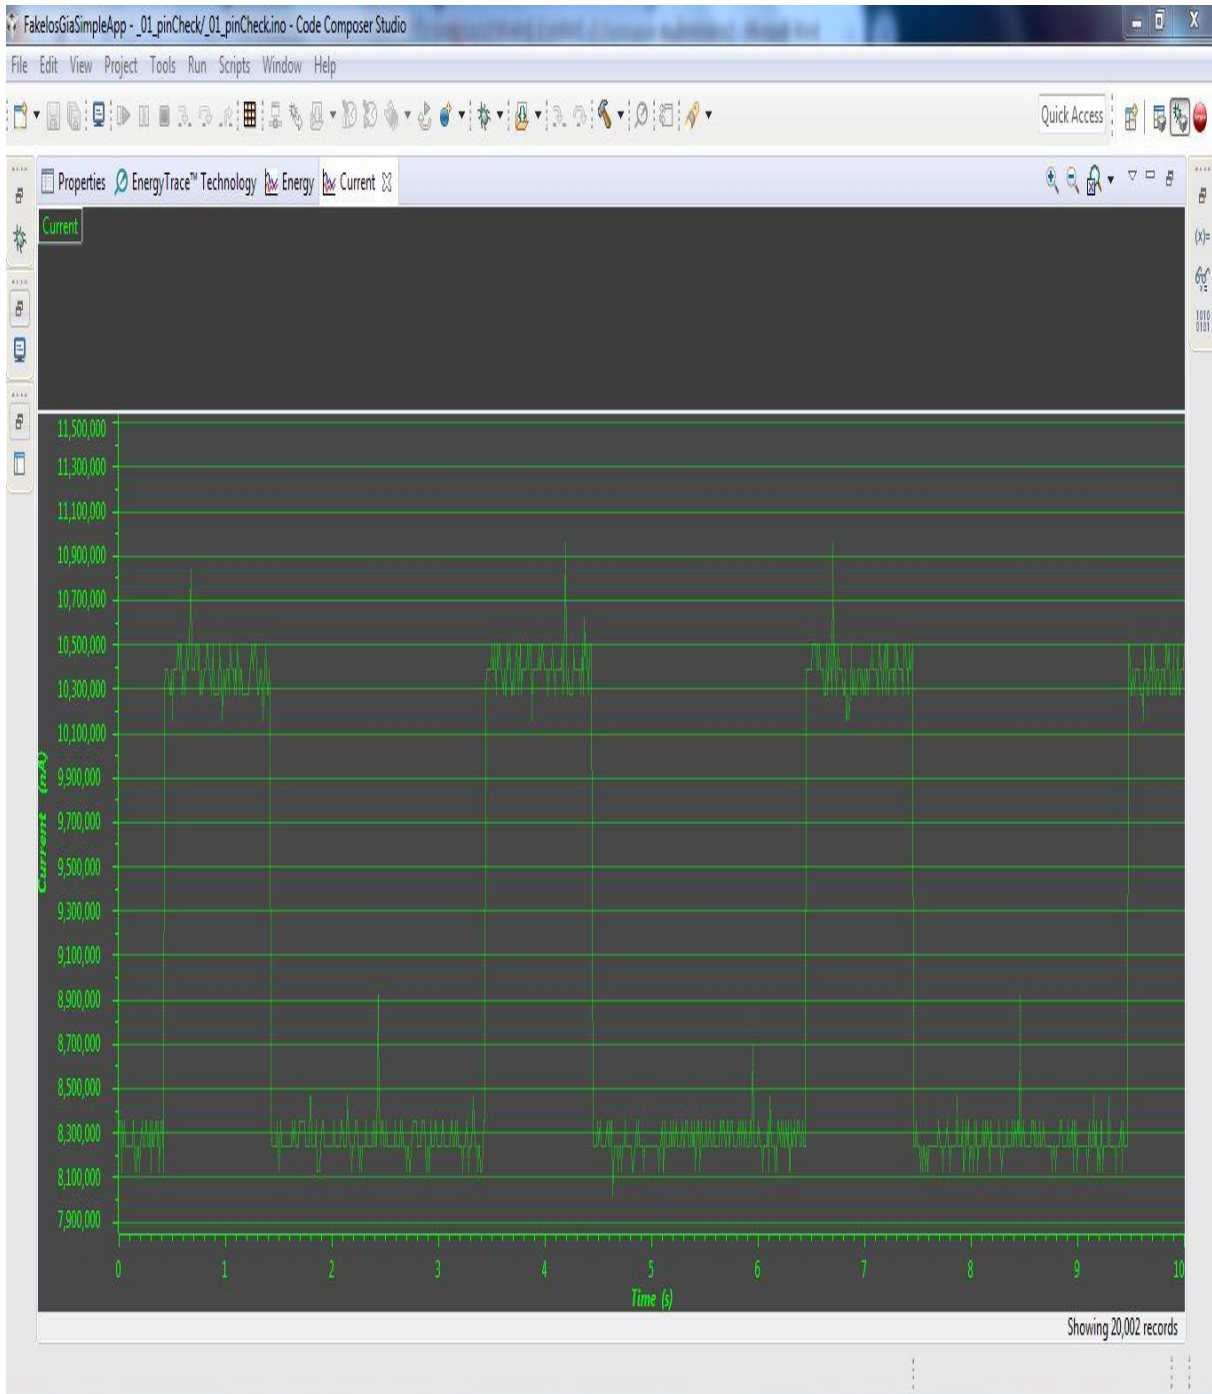 FakelosGiaSimpleApp - _01_pinCheck/_01_pinCheck.ino - Code Composer Studio
File Edit View Project Tools Run Scripts Window Help
Quick Access
Properties EnergyTrace™ Technology Energy Current
(x)=
1010
0101
Current
11,500,000
11,300,000
11,100,000
10,900,000
10,700,000
10,500,000
10,300,000
10,100,000
9,900,000
9,700,000
9,500,000
9,300,000
9,100,000
8,900,000
8,700,000
8,500,000
8,300,000
8,100,000
7,900,000
Current (nA)
0 1 2 3 4 5 6 7 8 9 10
Time (s)
Showing 20,002 records